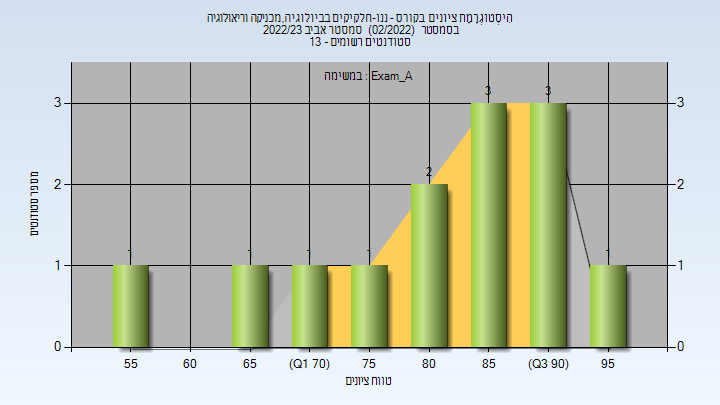 היסטוגרמת ציונים בקורס - ננו-חלקיקים בביולוגיה,מכניקה וריאולוגיה
בסמסטר (02/2022) סמסטר אביב 2022/23
סטודנטים רשומים - 13
במשימה : Exam_A
מספר סטודנטים
3 3
2 2
1 1
0 0
1 1 1 1 2 3 3 1
55 60 65 (Q1 70) 75 80 85 (Q3 90) 95
טווח ציונים